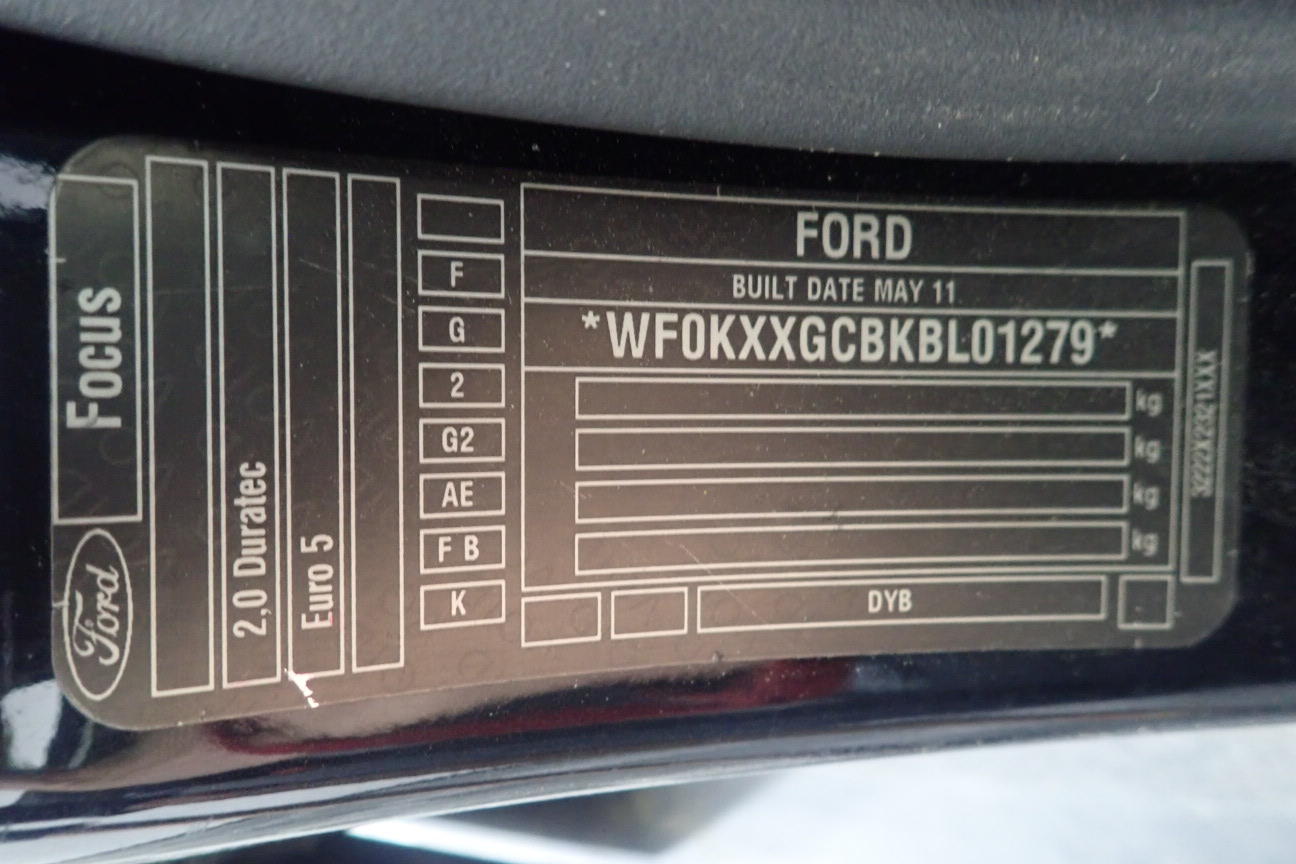 FORD
BUILT DATE MAY 11
*WF0KXXGCBKBL01279*
kg
kg
kg
kg
DYB
F
G
2
G2
AE
F B
K
Focus
Ford
2,0 Duratec
Euro 5
3222X2321XXX